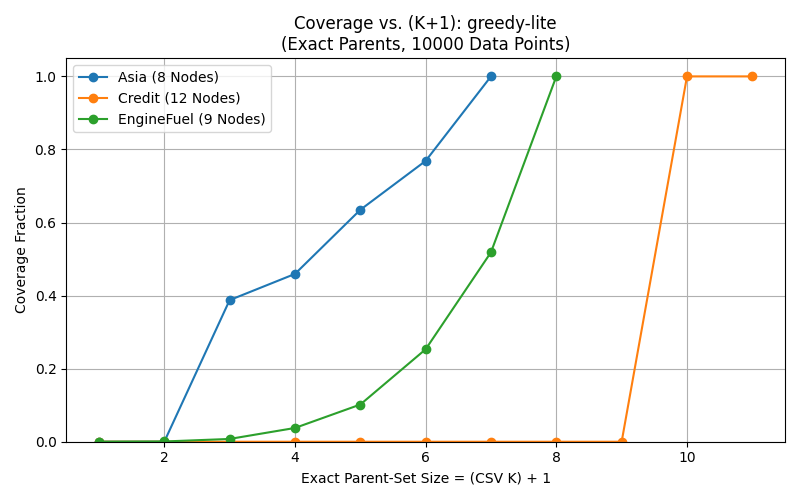 Coverage vs. (K+1): greedy-lite
(Exact Parents, 10000 Data Points)
Asia (8 Nodes)
Credit (12 Nodes)
EngineFuel (9 Nodes)
Coverage Fraction
1.0
0.8
0.6
0.4
0.2
0.0
2 4 6 8 10
Exact Parent-Set Size = (CSV K) + 1